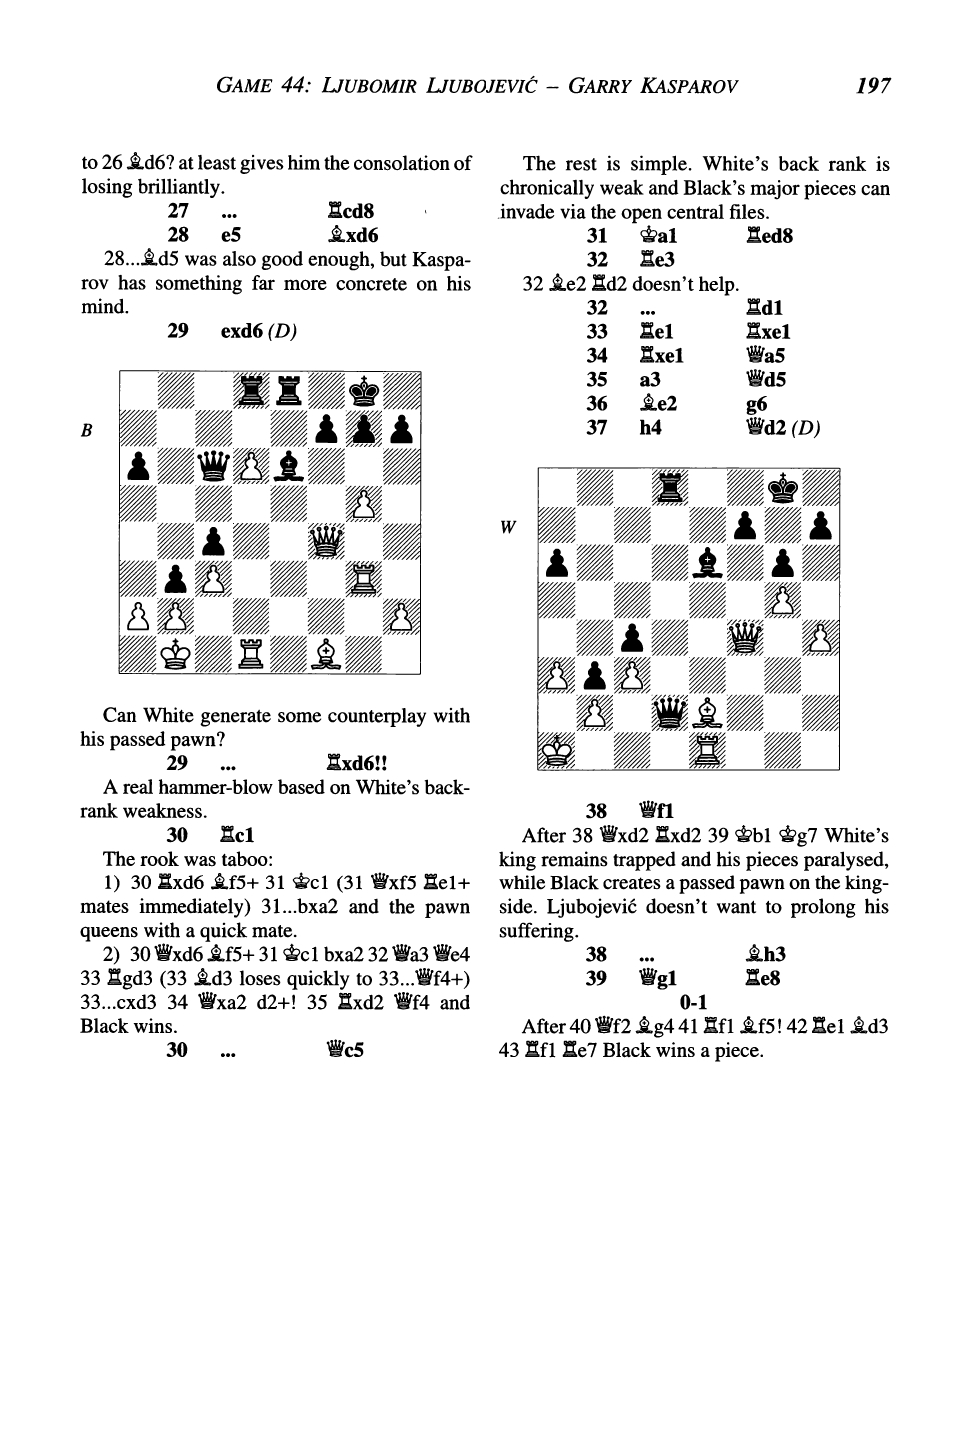 GAME 44: LJUBOMIR LJUBOJEVIĆ – GARRY KASPAROV 197
to 26 ♗d6? at least gives him the consolation of
losing brilliantly.
27 ... ♖cd8
28 e5 ♗xd6
28...♗d5 was also good enough, but Kaspa-
rov has something far more concrete on his
mind.
29 exd6 (D)
B
Can White generate some counterplay with
his passed pawn?
29 ... ♖xd6!!
A real hammer-blow based on White's back-
rank weakness.
30 ♖c1
The rook was taboo:
1) 30 ♖xd6 ♗f5+ 31 ♔c1 (31 ♕xf5 ♖e1+
mates immediately) 31...bxa2 and the pawn
queens with a quick mate.
2) 30 ♕xd6 ♗f5+ 31 ♔c1 bxa2 32 ♕a3 ♕e4
33 ♖gd3 (33 ♗d3 loses quickly to 33...♕f4+)
33...cxd3 34 ♕xa2 d2+! 35 ♖xd2 ♕f4 and
Black wins.
30 ... ♕c5
The rest is simple. White's back rank is
chronically weak and Black's major pieces can
invade via the open central files.
31 ♔a1 ♖ed8
32 ♖e3
32 ♗e2 ♖d2 doesn't help.
32 ... ♖d1
33 ♖e1 ♖xe1
34 ♖xe1 ♕a5
35 a3 ♕d5
36 ♗e2 g6
37 h4 ♕d2 (D)
W
38 ♕f1
After 38 ♕xd2 ♖xd2 39 ♔b1 ♔g7 White's
king remains trapped and his pieces paralysed,
while Black creates a passed pawn on the king-
side. Ljubojević doesn't want to prolong his
suffering.
38 ... ♗h3
39 ♕g1 ♖e8
0-1
After 40 ♕f2 ♗g4 41 ♖f1 ♗f5! 42 ♖e1 ♗d3
43 ♖f1 ♖e7 Black wins a piece.